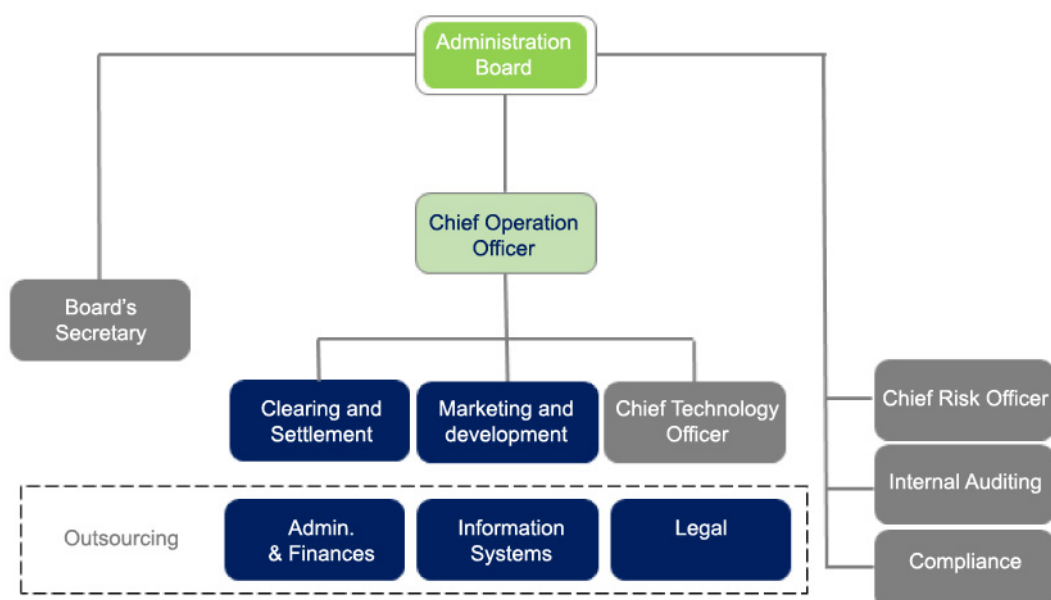 Administration
Board
Chief Operation
Officer
Board's
Secretary
Clearing and
Settlement
Marketing and
development
Chief Technology
Officer
Chief Risk Officer
Internal Auditing
Compliance
Outsourcing
Admin.
& Finances
Information
Systems
Legal